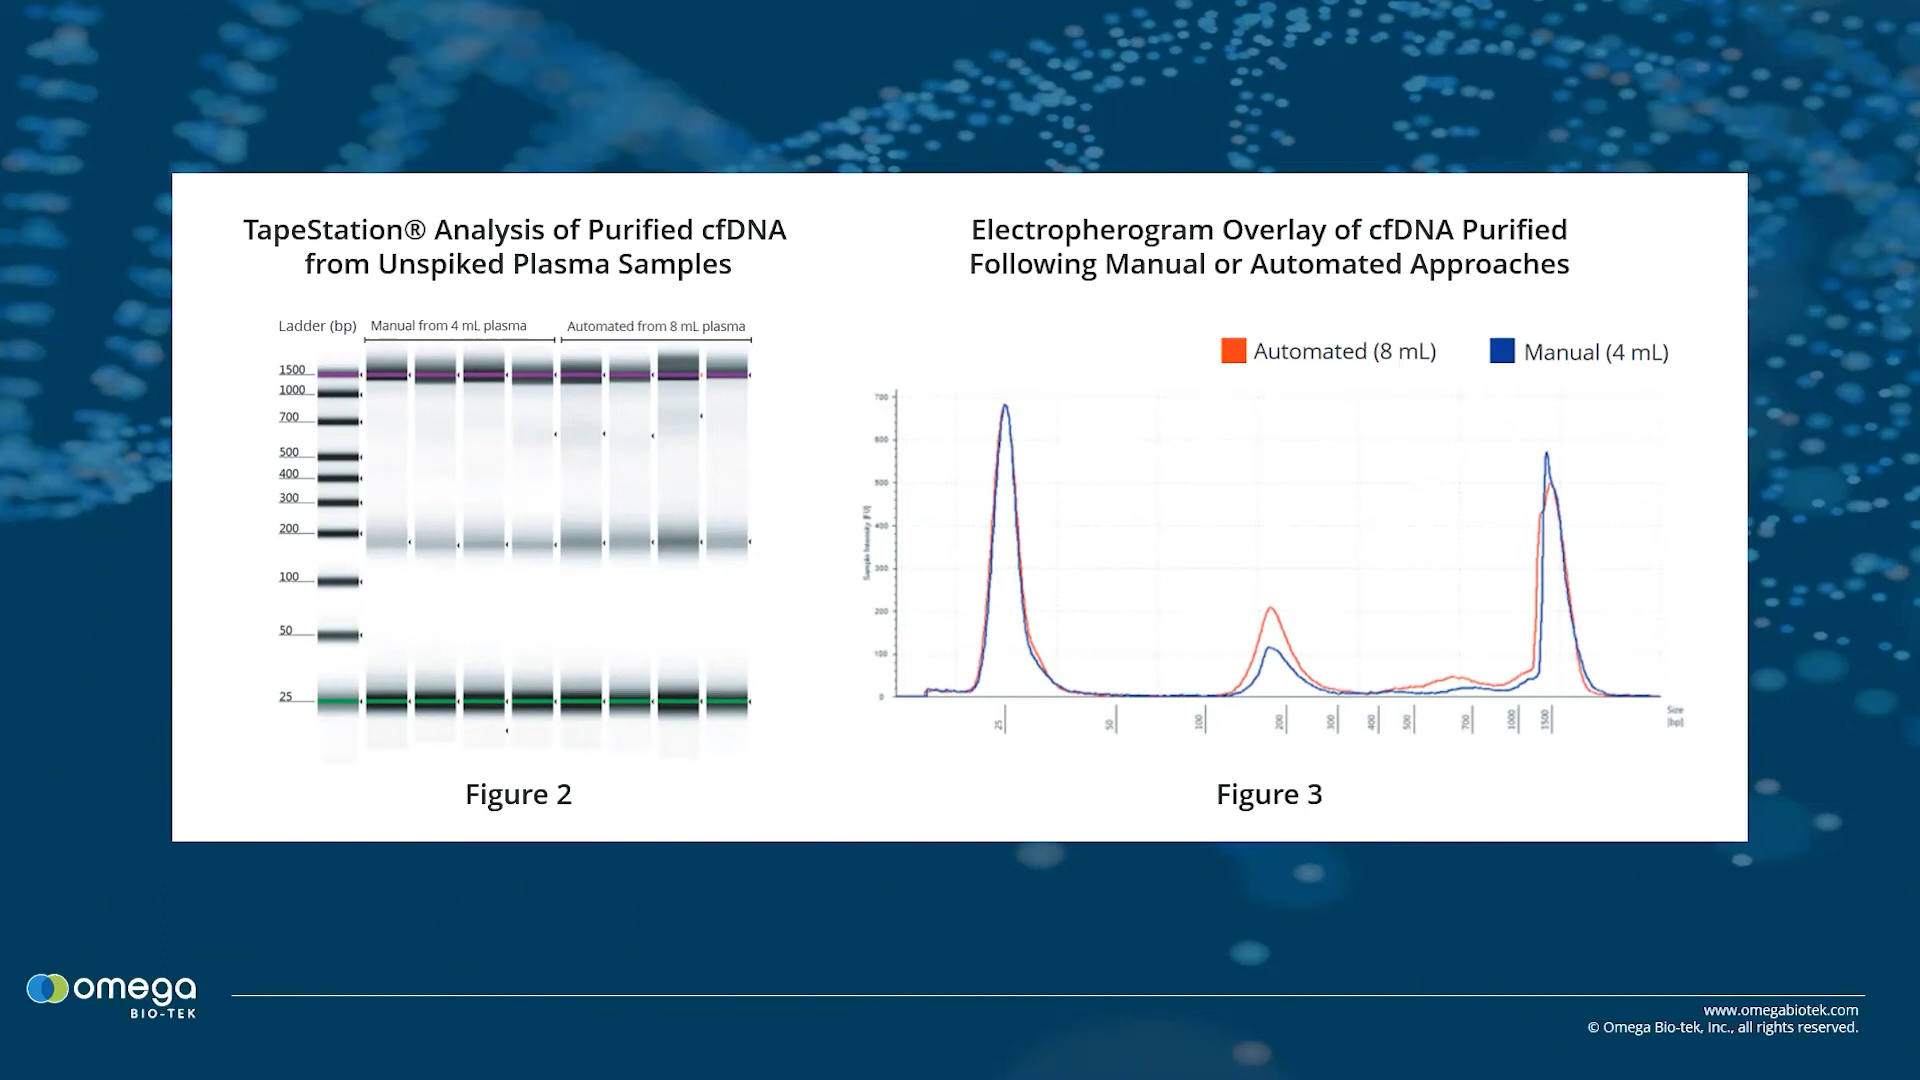 TapeStation® Analysis of Purified cfDNA
from Unspiked Plasma Samples
Ladder (bp) Manual from 4 mL plasma Automated from 8 mL plasma
1500
1000
700
500
400
300
200
100
50
25
Figure 2
Electropherogram Overlay of cfDNA Purified
Following Manual or Automated Approaches
Automated (8 mL) Manual (4 mL)
Sample Intensity [FU]
700
600
500
400
300
200
100
0
25 50 100 200 300 400 500 700 1000 1500
Size
[bp]
Figure 3
omega
BIO-TEK
www.omegabiotek.com
© Omega Bio-tek, Inc., all rights reserved.